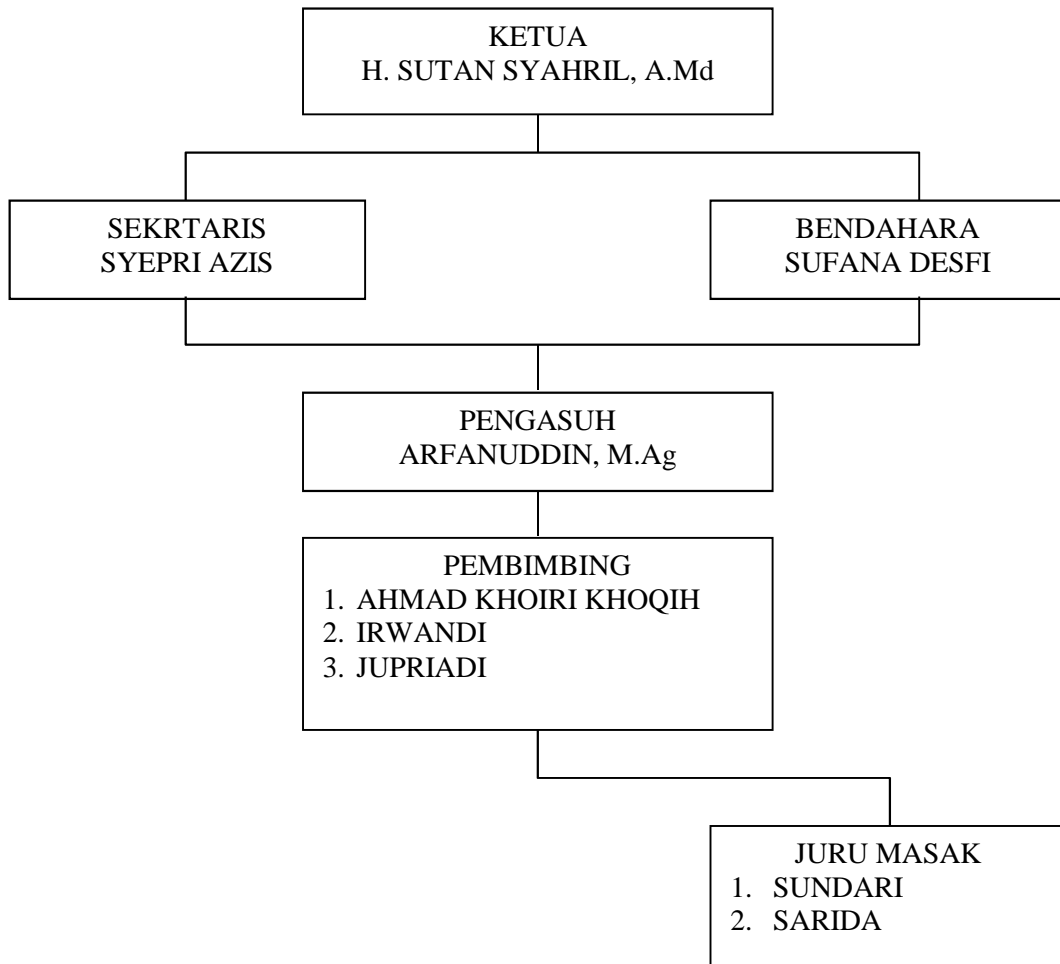 KETUA
H. SUTAN SYAHRIL, A.Md
SEKRTARIS
SYEPRI AZIS
BENDAHARA
SUFANA DESFI
PENGASUH
ARFANUDDIN, M.Ag
PEMBIMBING
1. AHMAD KHOIRI KHOQIH
2. IRWANDI
3. JUPRIADI
JURU MASAK
1. SUNDARI
2. SARIDA